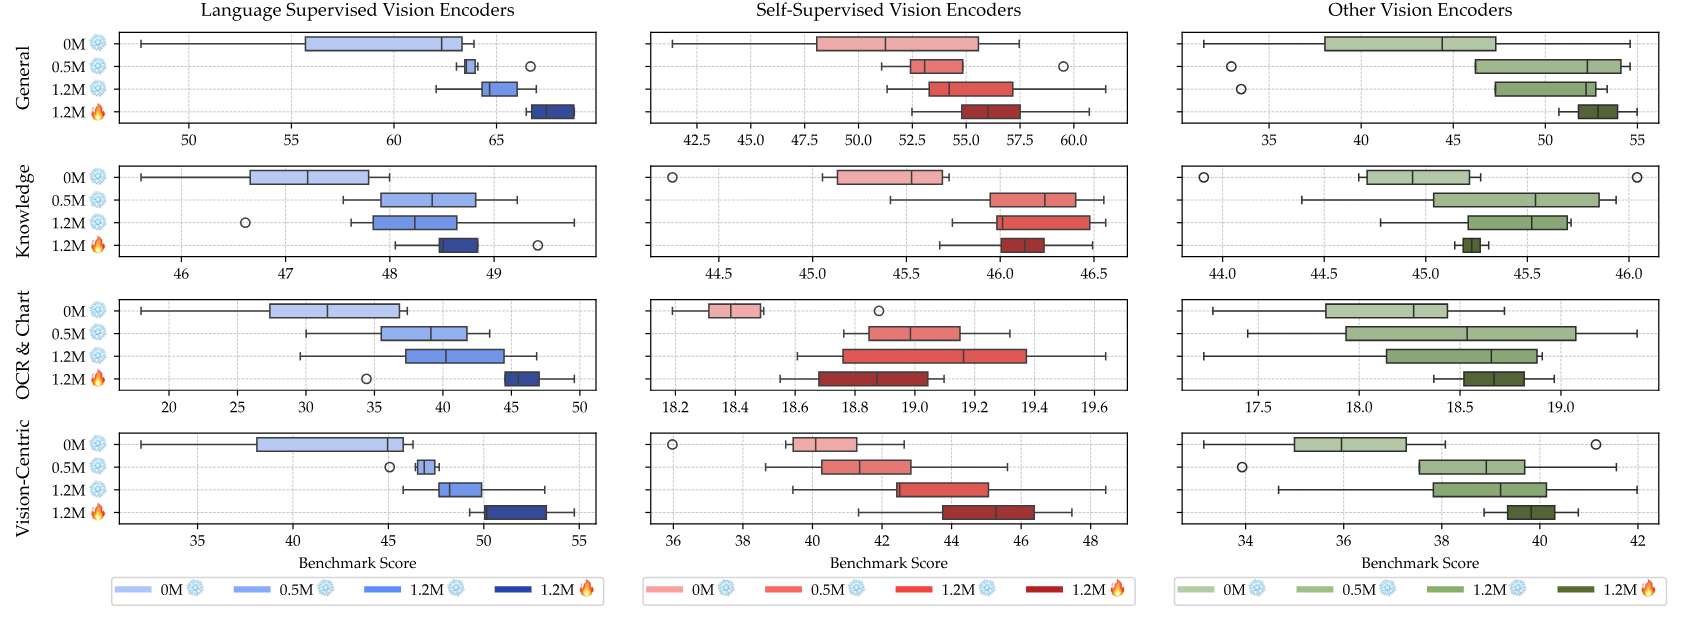 Language Supervised Vision Encoders
Self-Supervised Vision Encoders
Other Vision Encoders
General
0M ❄️
0.5M ❄️
1.2M ❄️
1.2M 🔥
50 55 60 65
42.5 45.0 47.5 50.0 52.5 55.0 57.5 60.0
35 40 45 50 55
Knowledge
0M ❄️
0.5M ❄️
1.2M ❄️
1.2M 🔥
46 47 48 49
44.5 45.0 45.5 46.0 46.5
44.0 44.5 45.0 45.5 46.0
OCR & Chart
0M ❄️
0.5M ❄️
1.2M ❄️
1.2M 🔥
20 25 30 35 40 45 50
18.2 18.4 18.6 18.8 19.0 19.2 19.4 19.6
17.5 18.0 18.5 19.0
Vision-Centric
0M ❄️
0.5M ❄️
1.2M ❄️
1.2M 🔥
35 40 45 50 55
36 38 40 42 44 46 48
34 36 38 40 42
Benchmark Score
Benchmark Score
Benchmark Score
0M ❄️ 0.5M ❄️ 1.2M ❄️ 1.2M 🔥
0M ❄️ 0.5M ❄️ 1.2M ❄️ 1.2M 🔥
0M ❄️ 0.5M ❄️ 1.2M ❄️ 1.2M 🔥